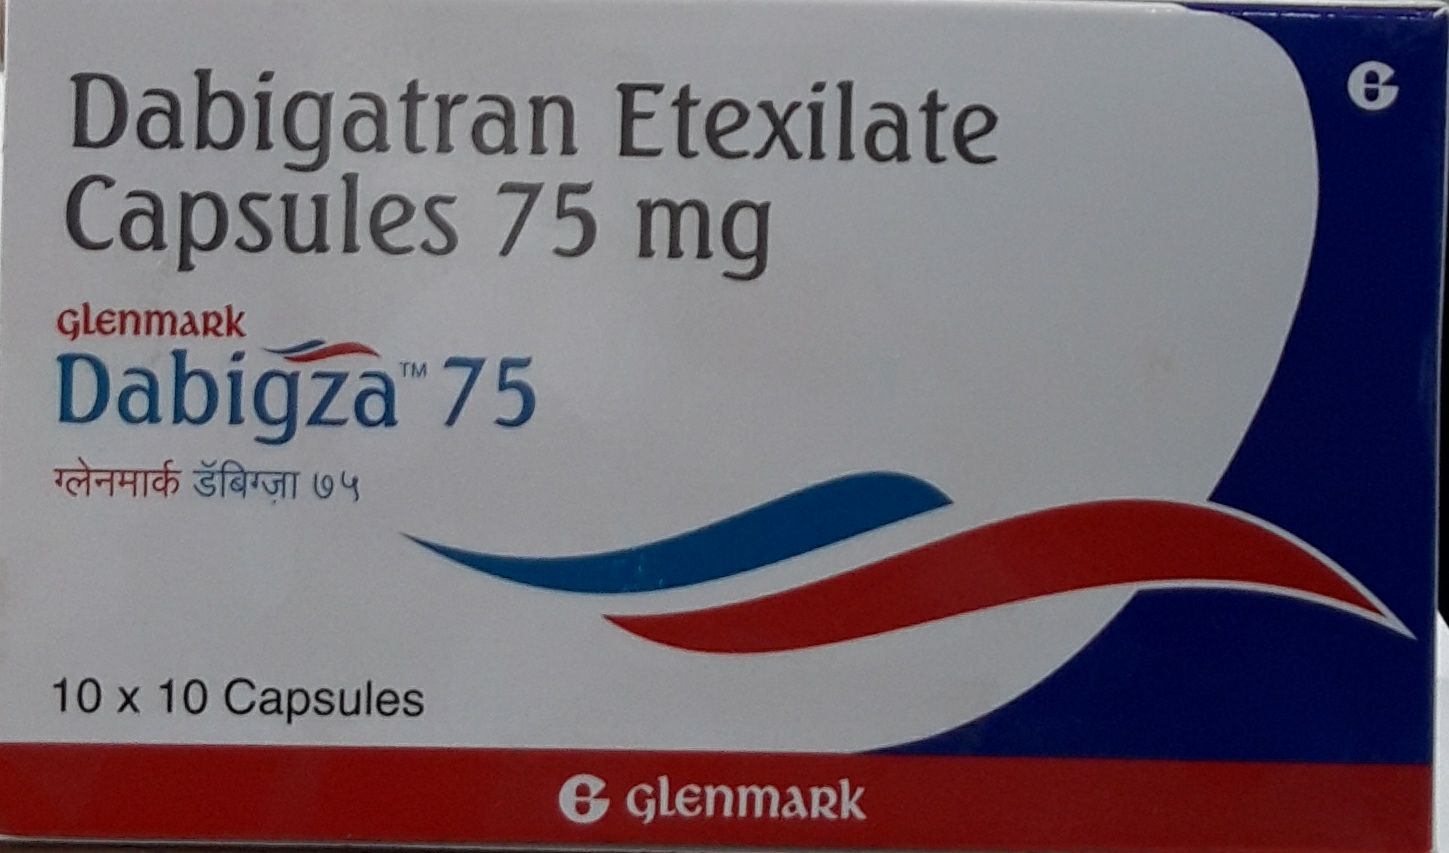 Dabigatran Etexilate
Capsules 75 mg
glenmark
Dabigza™ 75
ग्लेनमार्क डॅबिग्ज़ा ७५
10 x 10 Capsules
G glenmark